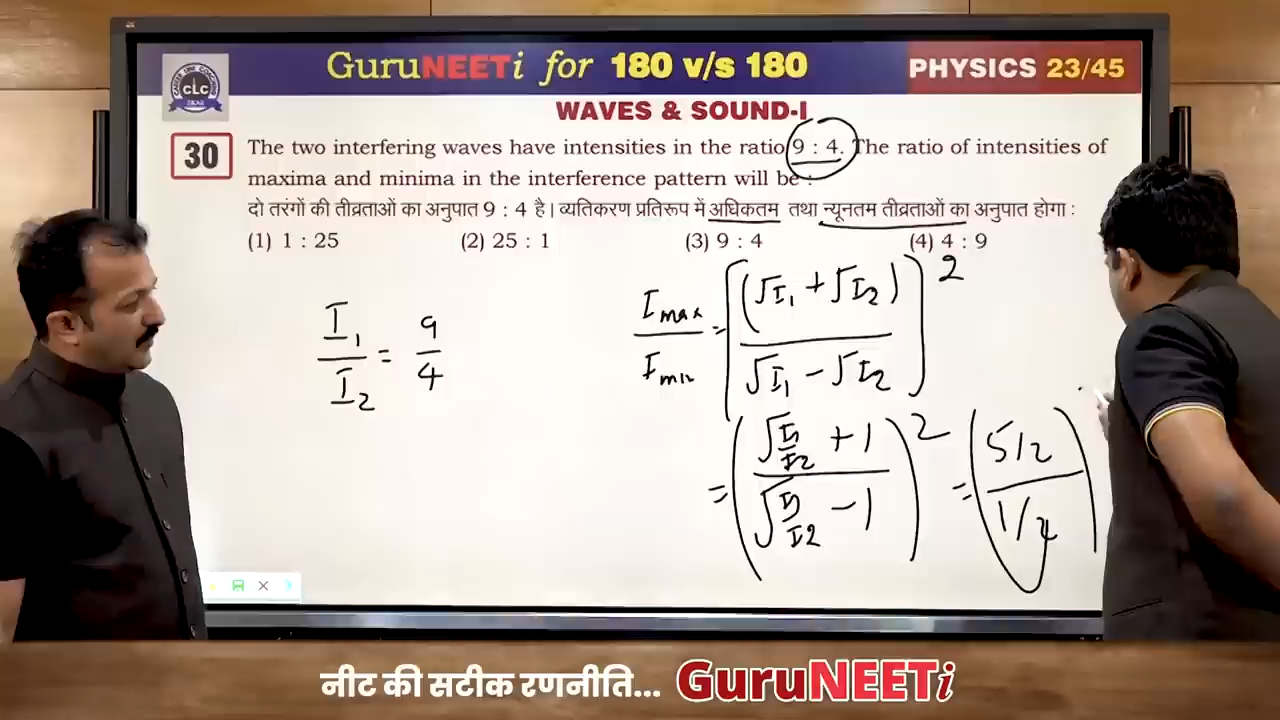 GuruNEETi for 180 v/s 180
PHYSICS 23/45
CLC
WAVES & SOUND-I
30
The two interfering waves have intensities in the ratio 9 : 4. The ratio of intensities of
maxima and minima in the interference pattern will be :
दो तरंगों की तीव्रताओं का अनुपात 9 : 4 है। व्यतिकरण प्रतिरूप में अधिकतम तथा न्यूनतम तीव्रताओं का अनुपात होगा :
(1) 1 : 25 (2) 25 : 1 (3) 9 : 4 (4) 4 : 9
I₁/I₂ = 9/4
Imax/Imin = [(√I₁ + √I₂)/(√I₁ − √I₂)]²
= (√(I₁/I₂) + 1 / √(I₁/I₂) − 1)² = (5/2 / 1/2)
नीट की सटीक रणनीति... GuruNEETi